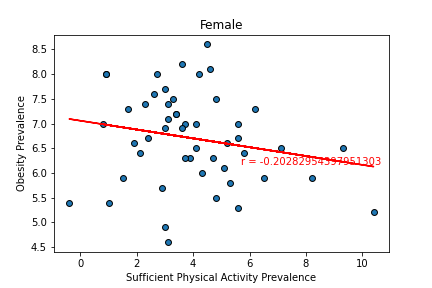 Female
Obesity Prevalence
8.5
8.0
7.5
7.0
6.5
6.0
5.5
5.0
4.5
r = -0.20282954397951303
0 2 4 6 8 10
Sufficient Physical Activity Prevalence